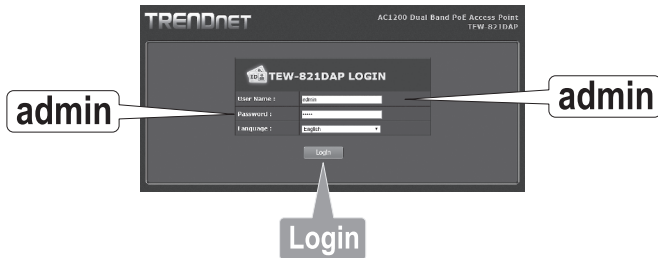 TRENDNET
AC1200 Dual Band PoE Access Point
TEW-821DAP
TEW-821DAP LOGIN
User Name :
admin
Password :
•••••
Language :
English
Login
admin
admin
Login